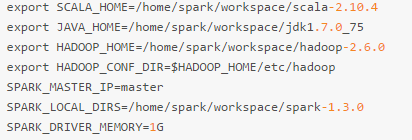 export SCALA_HOME=/home/spark/workspace/scala-2.10.4
export JAVA_HOME=/home/spark/workspace/jdk1.7.0_75
export HADOOP_HOME=/home/spark/workspace/hadoop-2.6.0
export HADOOP_CONF_DIR=$HADOOP_HOME/etc/hadoop
SPARK_MASTER_IP=master
SPARK_LOCAL_DIRS=/home/spark/workspace/spark-1.3.0
SPARK_DRIVER_MEMORY=1G